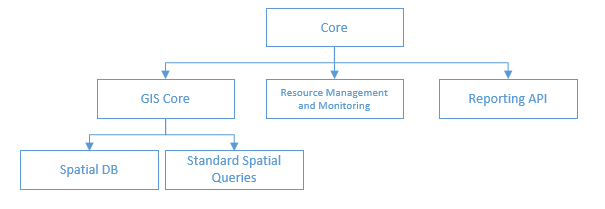 Core
GIS Core
Resource Management
and Monitoring
Reporting API
Spatial DB
Standard Spatial
Queries